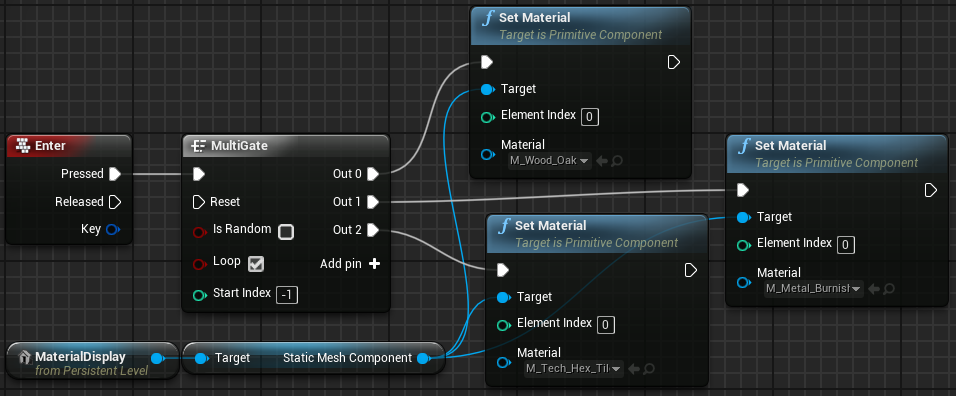 Enter
Pressed
Released
Key
MultiGate
Out 0
Reset
Out 1
Is Random
Out 2
Loop
Add pin
Start Index
-1
MaterialDisplay
from Persistent Level
Target
Static Mesh Component
Set Material
Target is Primitive Component
Target
Element Index 0
Material
M_Wood_Oak
Set Material
Target is Primitive Component
Target
Element Index 0
Material
M_Tech_Hex_Til
Set Material
Target is Primitive Component
Target
Element Index 0
Material
M_Metal_Burnisl